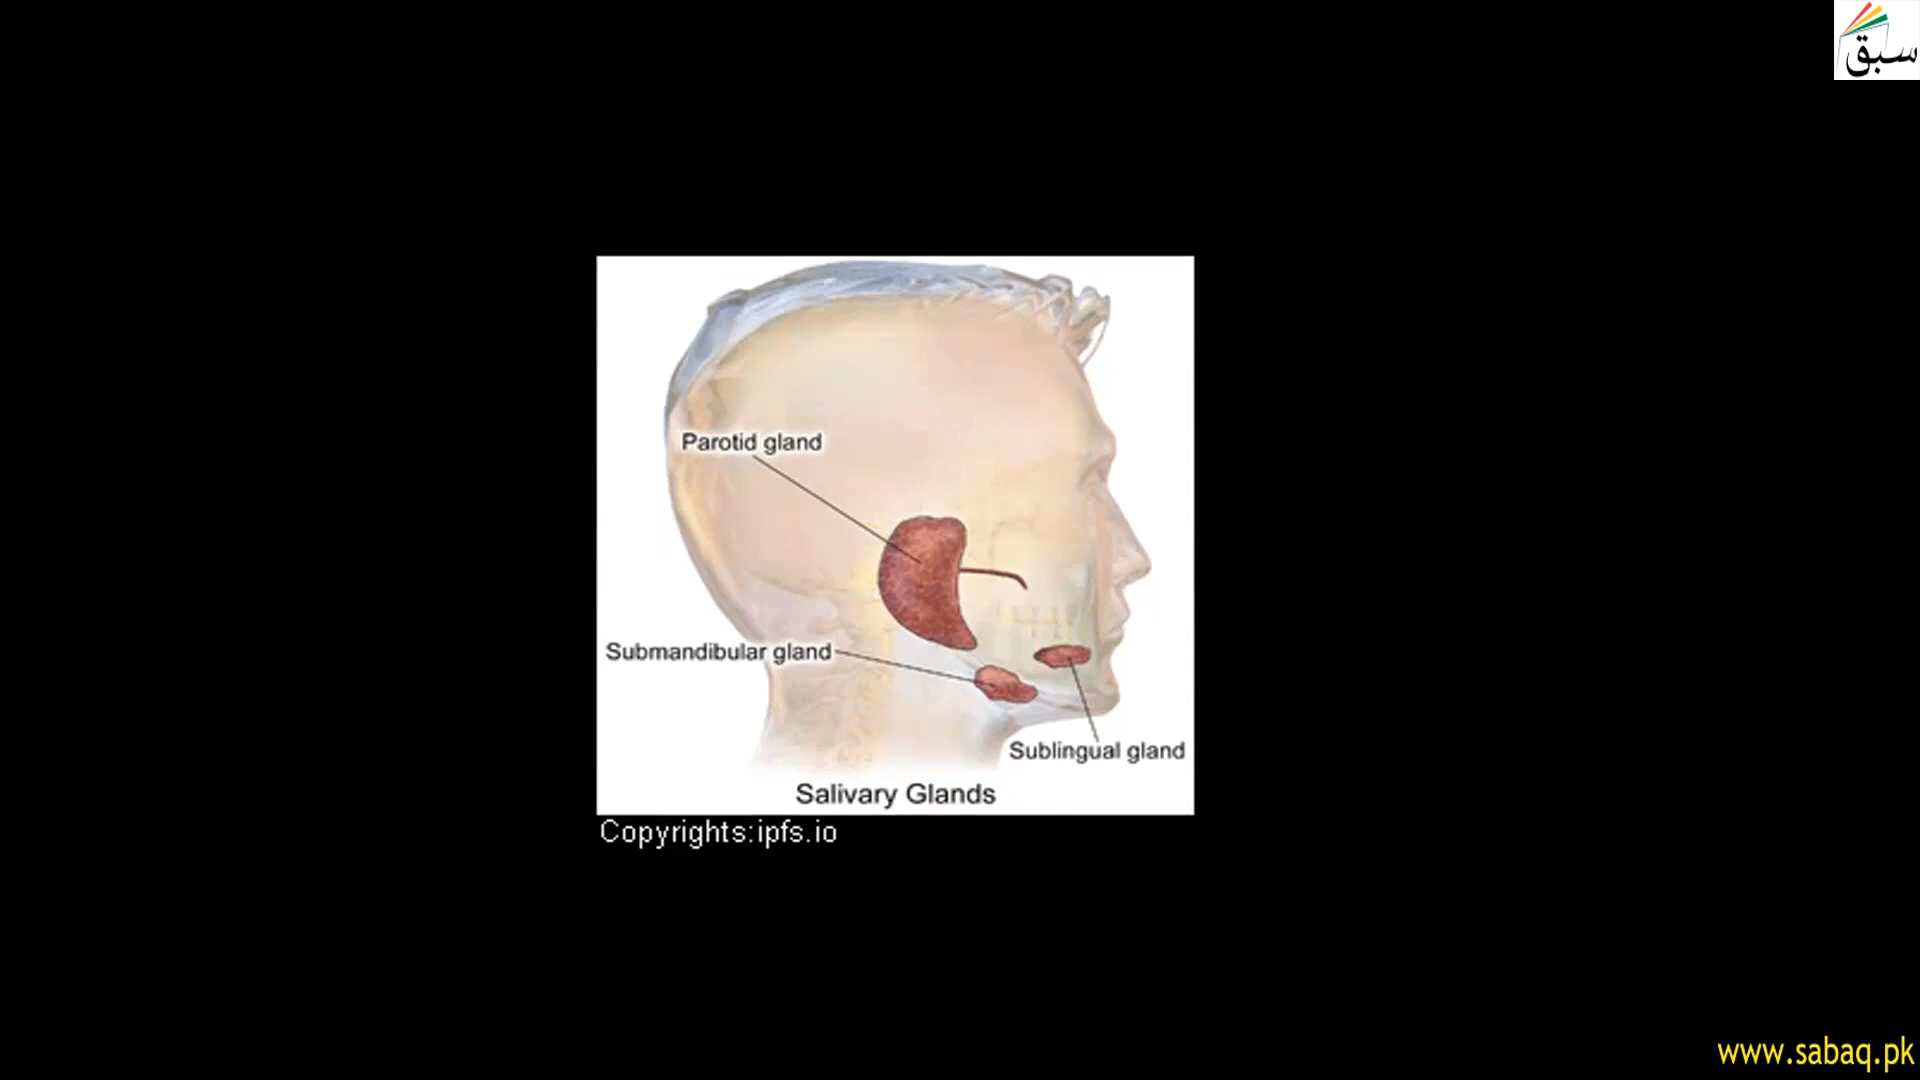 سبق
Parotid gland
Submandibular gland
Sublingual gland
Salivary Glands
Copyrights:ipfs.io
www.sabaq.pk